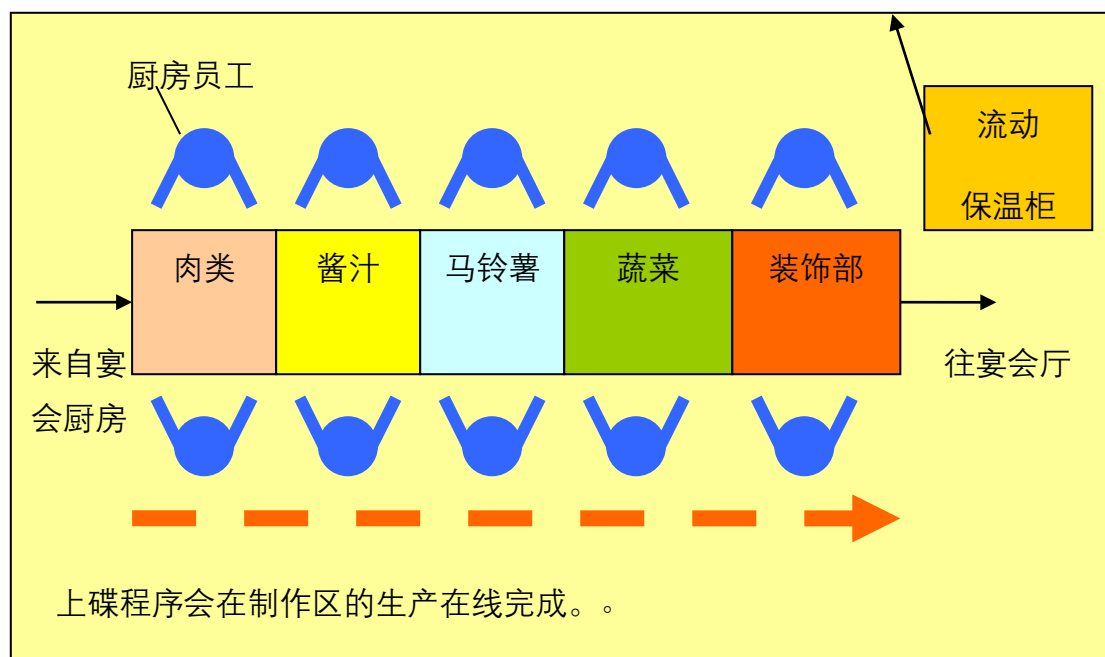 厨房员工
流动
保温柜
肉类
酱汁
马铃薯
蔬菜
装饰部
来自宴
会厨房
往宴会厅
上碟程序会在制作区的生产在线完成。。